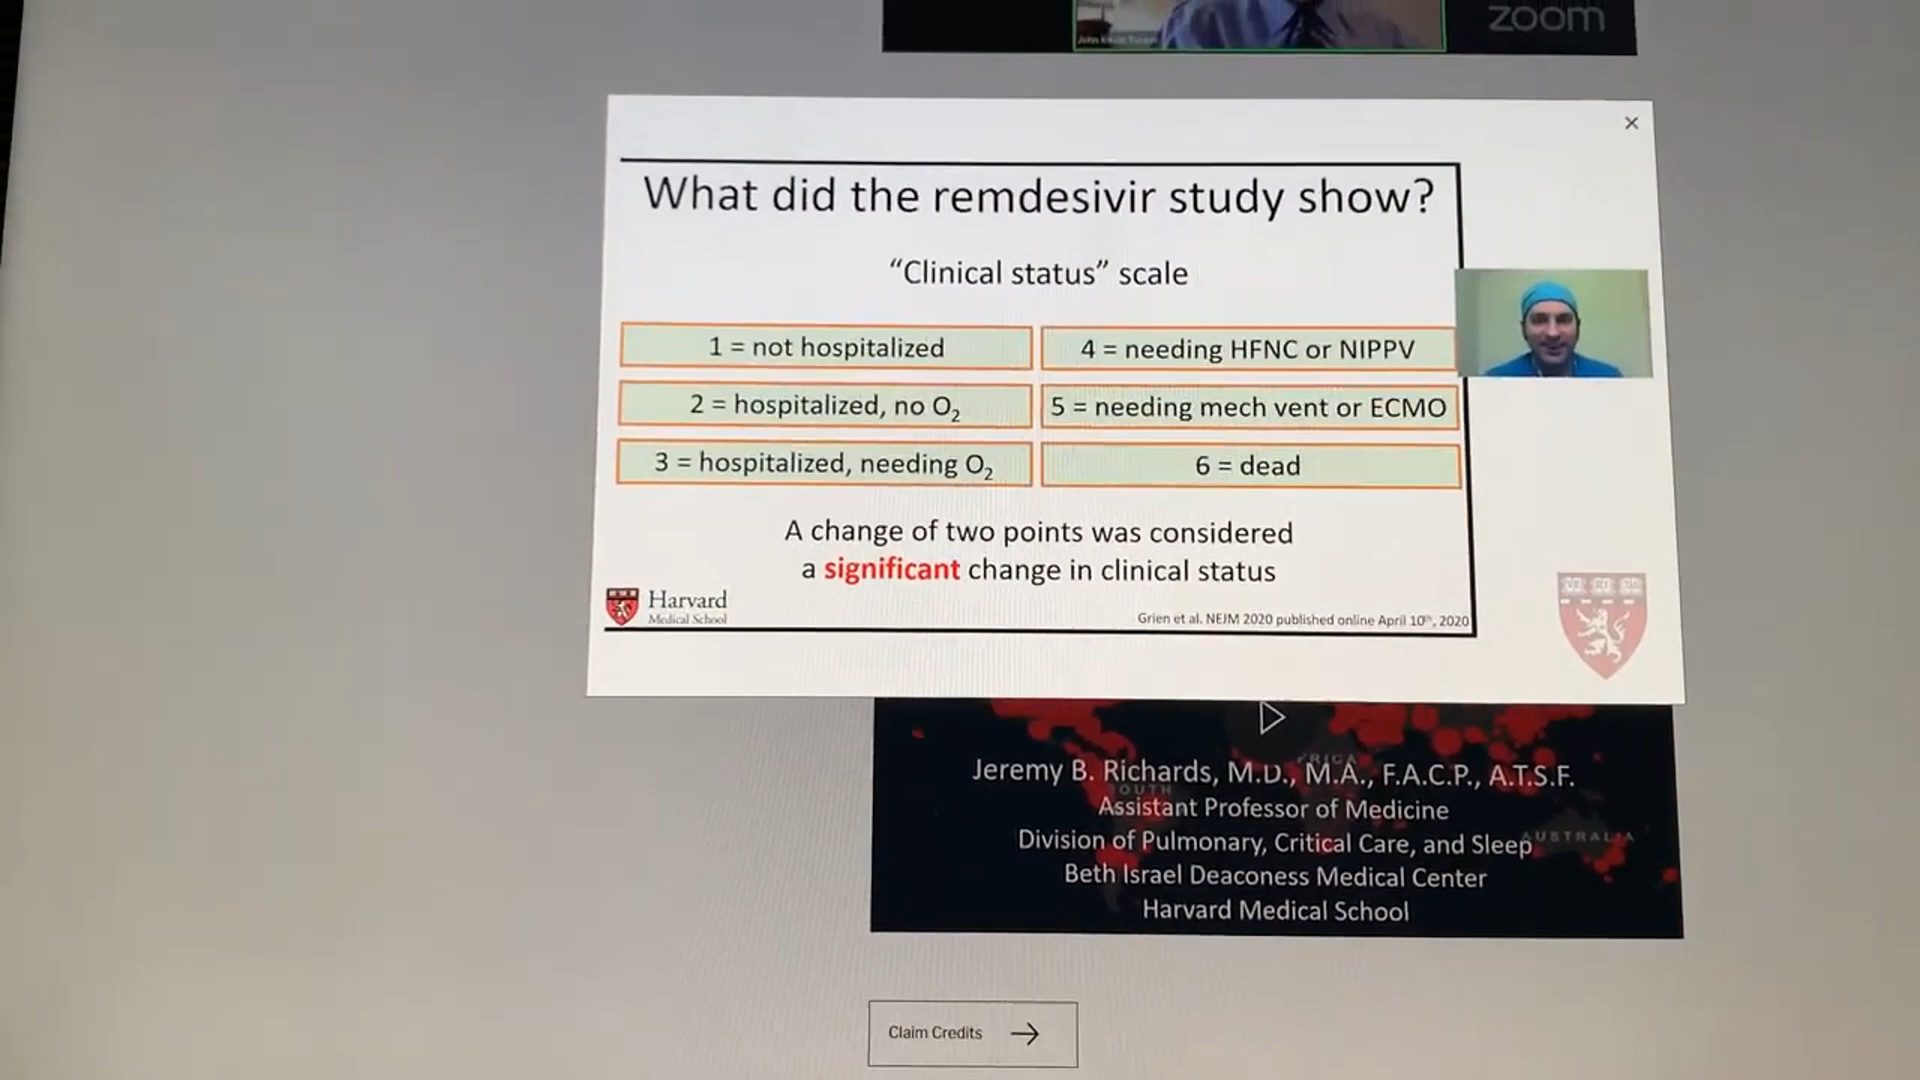 zoom
What did the remdesivir study show?
“Clinical status” scale
1 = not hospitalized
4 = needing HFNC or NIPPV
2 = hospitalized, no O2
5 = needing mech vent or ECMO
3 = hospitalized, needing O2
6 = dead
A change of two points was considered
a significant change in clinical status
Harvard
Medical School
Grien et al. NEJM 2020 published online April 10th, 2020
Jeremy B. Richards, M.D., M.A., F.A.C.P., A.T.S.F.
Assistant Professor of Medicine
Division of Pulmonary, Critical Care, and Sleep
AUSTRALIA
Beth Israel Deaconess Medical Center
Harvard Medical School
Claim Credits